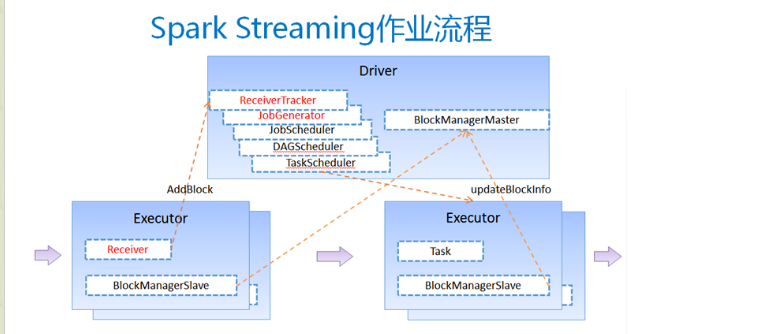 Spark Streaming作业流程
Driver
ReceiverTracker
JobGenerator
JobScheduler
DAGScheduler
TaskScheduler
BlockManagerMaster
AddBlock
updateBlockInfo
Executor
Receiver
BlockManagerSlave
Executor
Task
BlockManagerSlave